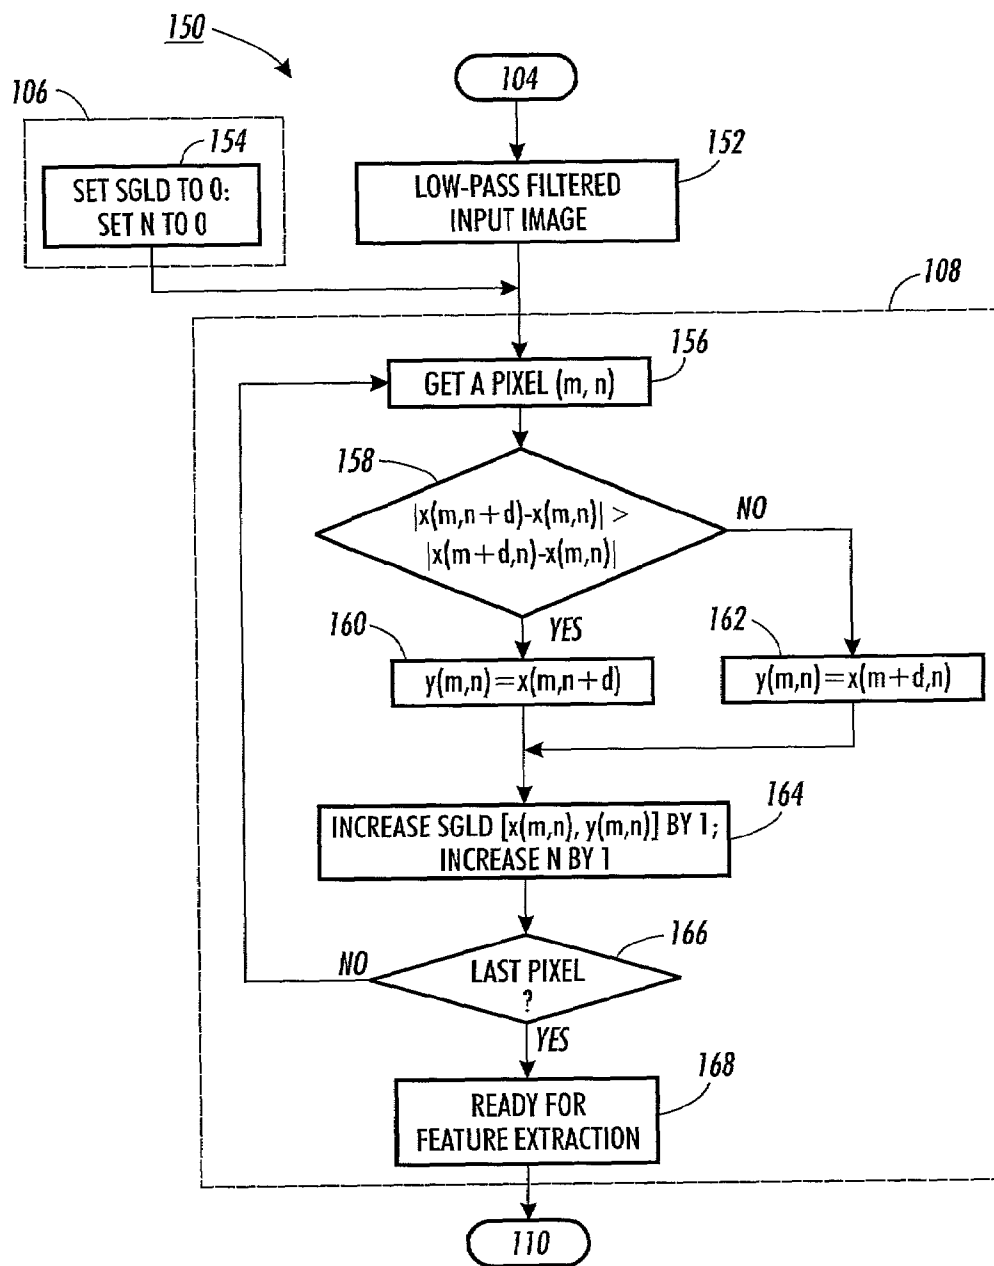 150
104
106
154
SET SGLD TO 0:
SET N TO 0
152
LOW-PASS FILTERED
INPUT IMAGE
108
156
GET A PIXEL (m, n)
158
|x(m,n+d)-x(m,n)| >
|x(m+d,n)-x(m,n)|
NO
YES
160
y(m,n)=x(m,n+d)
162
y(m,n)=x(m+d,n)
164
INCREASE SGLD [x(m,n), y(m,n)] BY 1;
INCREASE N BY 1
166
LAST PIXEL
?
NO
YES
168
READY FOR
FEATURE EXTRACTION
110